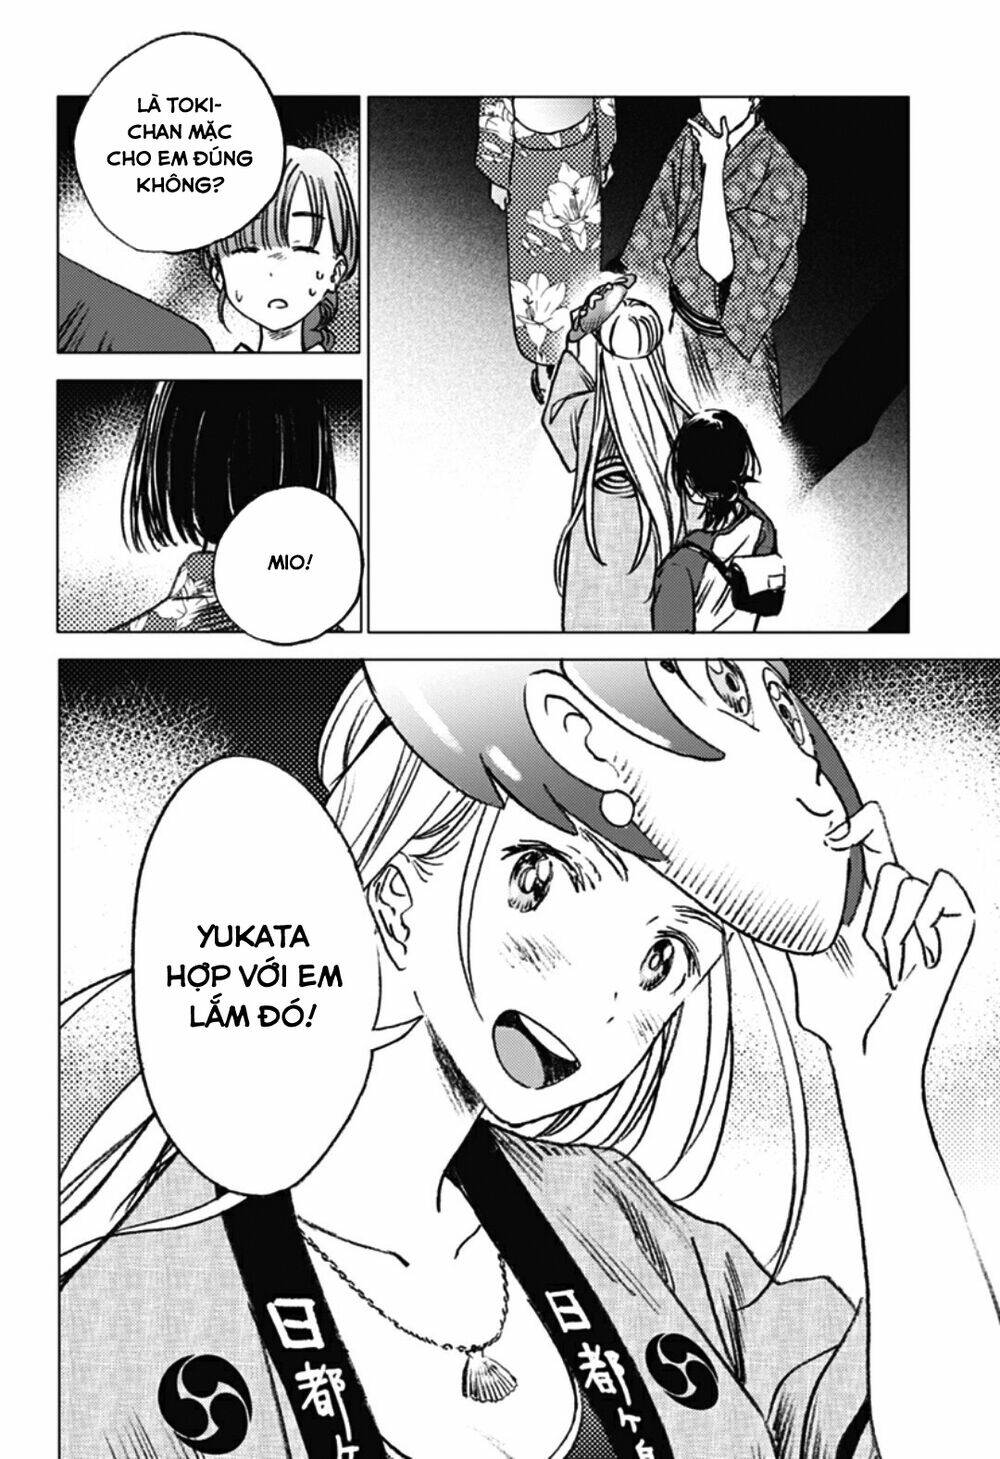 LÀ TOKI-
CHAN MẶC
CHO EM ĐÚNG
KHÔNG?
MIO!
YUKATA
HỢP VỚI EM
LẮM ĐÓ!
日都ヶ
日都ヶ